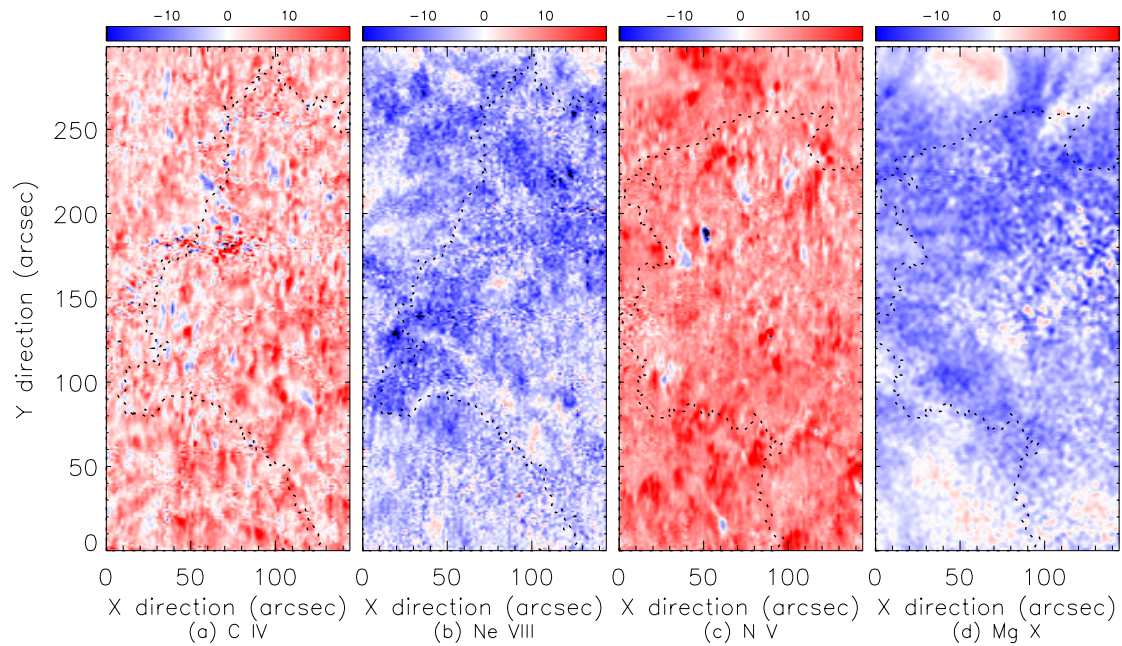 -10 0 10 -10 0 10 -10 0 10 -10 0 10
250
200
150
100
50
0
Y direction (arcsec)
0 50 100 0 50 100 0 50 100 0 50 100
X direction (arcsec) X direction (arcsec) X direction (arcsec) X direction (arcsec)
(a) C IV (b) Ne VIII (c) N V (d) Mg X